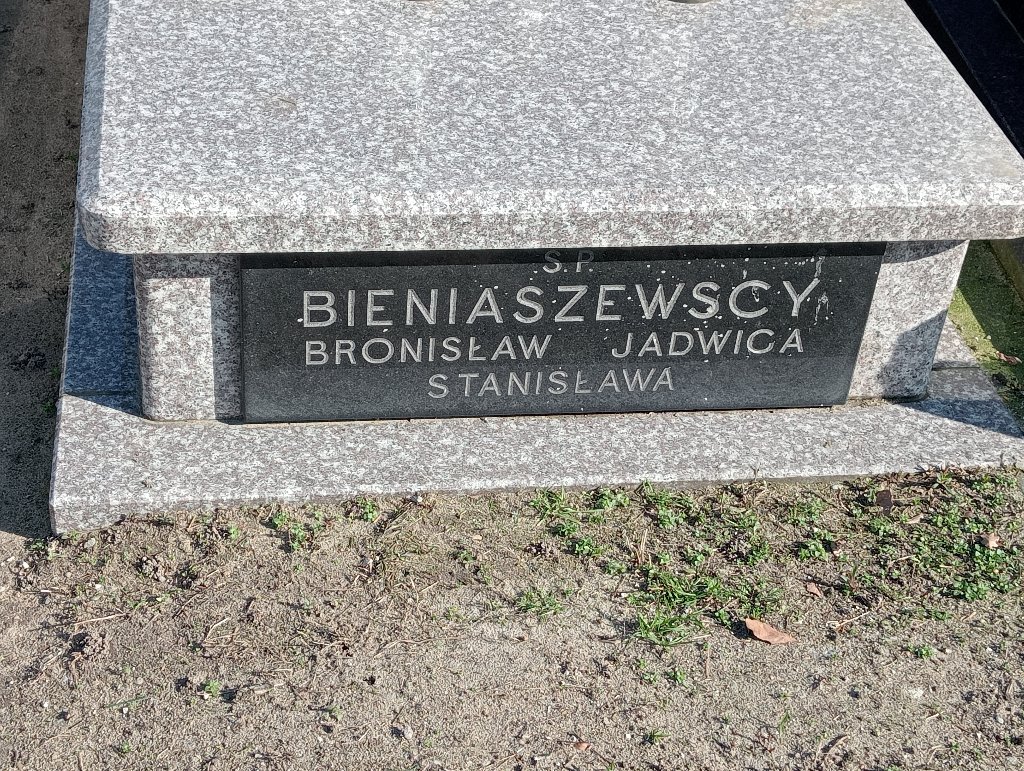 Ś.P.
BIENIASZEWSCY
BRONISŁAW JADWIGA
STANISŁAWA